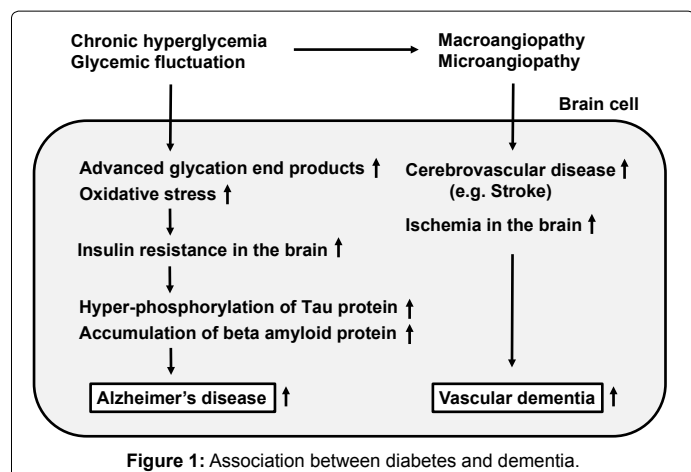 Chronic hyperglycemia
Glycemic fluctuation
Macroangiopathy
Microangiopathy
Brain cell
Advanced glycation end products ↑
Oxidative stress ↑
Insulin resistance in the brain ↑
Hyper-phosphorylation of Tau protein ↑
Accumulation of beta amyloid protein ↑
Alzheimer's disease ↑
Cerebrovascular disease ↑
(e.g. Stroke)
Ischemia in the brain ↑
Vascular dementia ↑
Figure 1: Association between diabetes and dementia.